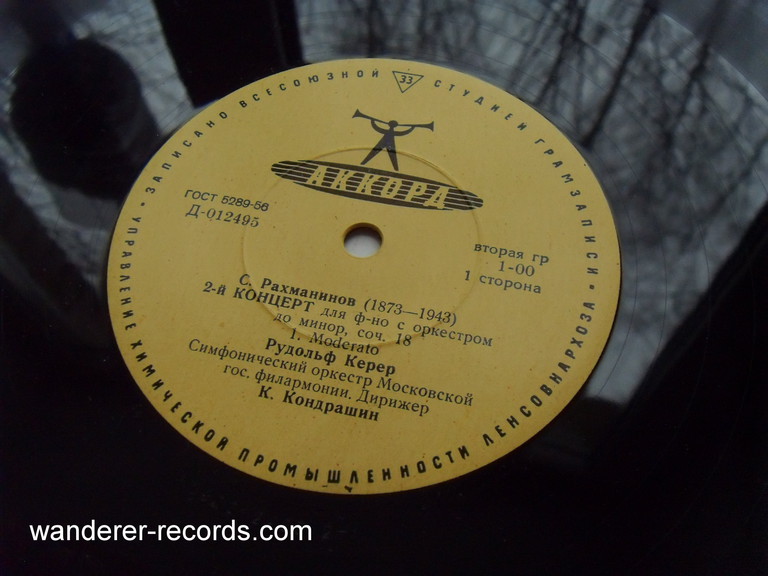 • ЗАПИСАНО ВСЕСОЮЗНОЙ 33 СТУДИЕЙ ГРАМЗАПИСИ •
УПРАВЛЕНИЕ ХИМИЧЕСКОЙ ПРОМЫШЛЕННОСТИ ЛЕНСОВНАРХОЗА
АККОРД
ГОСТ 5289-56
Д-012495
вторая гр
1-00
1 сторона
С. Рахманинов (1873—1943)
2-й КОНЦЕРТ для ф-но с оркестром
до минор, соч. 18
1. Moderato
Рудольф Керер
Симфонический оркестр Московской
гос. филармонии. Дирижер
К. Кондрашин
wanderer-records.com